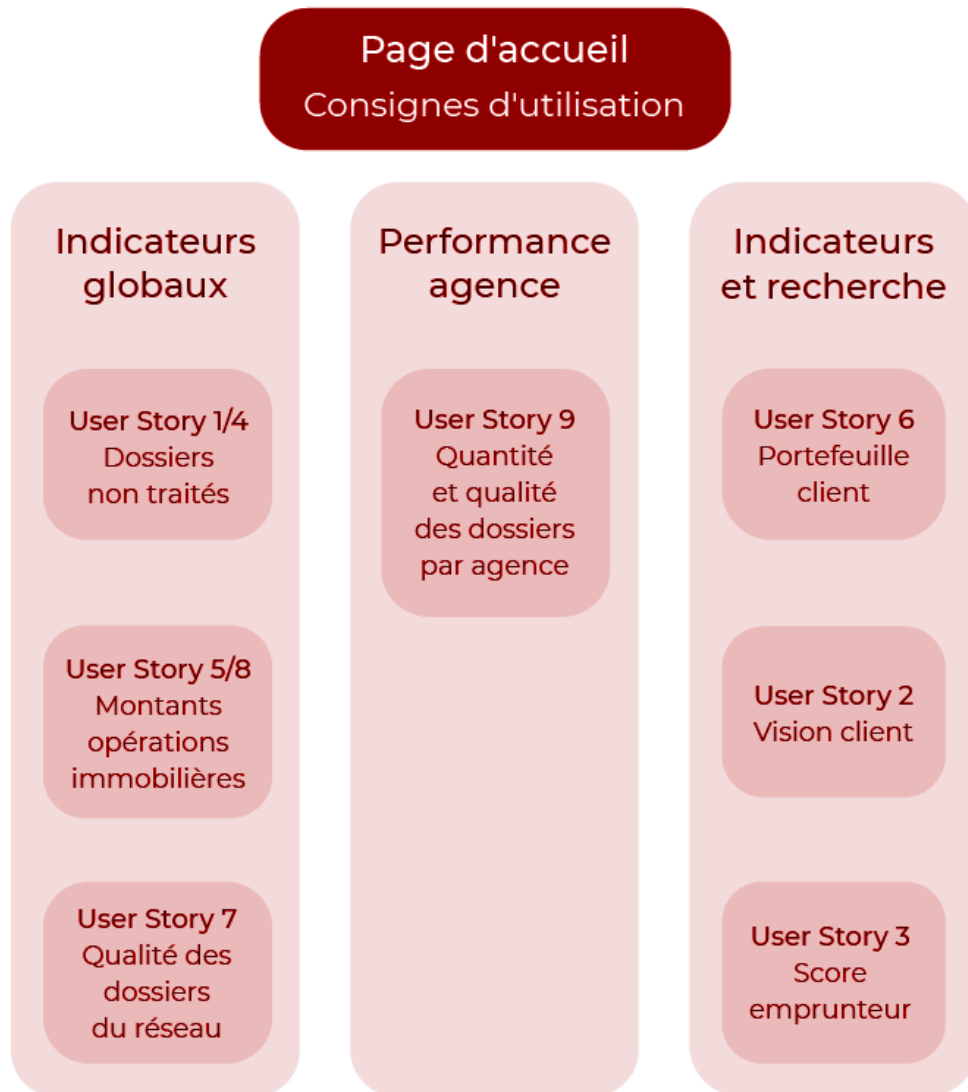 Page d'accueil
Consignes d'utilisation
Indicateurs
globaux
User Story 1/4
Dossiers
non traités
User Story 5/8
Montants
opérations
immobilières
User Story 7
Qualité des
dossiers
du réseau
Performance
agence
User Story 9
Quantité
et qualité
des dossiers
par agence
Indicateurs
et recherche
User Story 6
Portefeuille
client
User Story 2
Vision client
User Story 3
Score
emprunteur